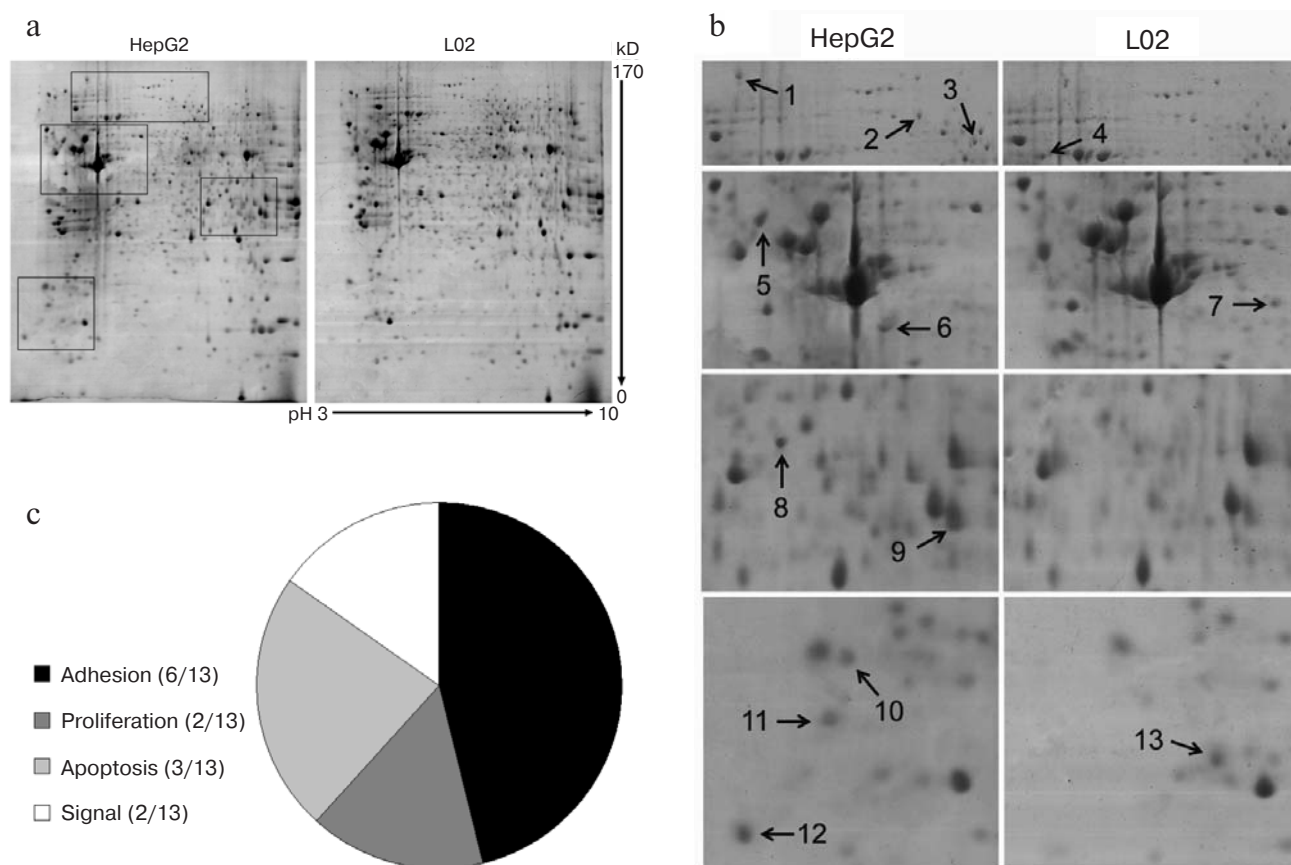 a
HepG2
L02
kD
170
0
pH 3
10
b
HepG2
L02
1
2
3
4
5
6
7
8
9
10
11
12
13
c
Adhesion (6/13)
Proliferation (2/13)
Apoptosis (3/13)
Signal (2/13)